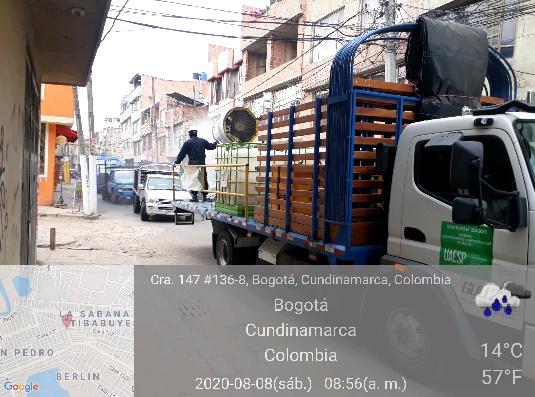 UAESP
Cra. 147 #136-8, Bogotá, Cundinamarca, Colombia
Bogotá
Cundinamarca
Colombia
2020-08-08(sáb.) 08:56(a. m.)
14°C
57°F
LA SABANA
TIBABUYES
N PEDRO
BERLIN
Google